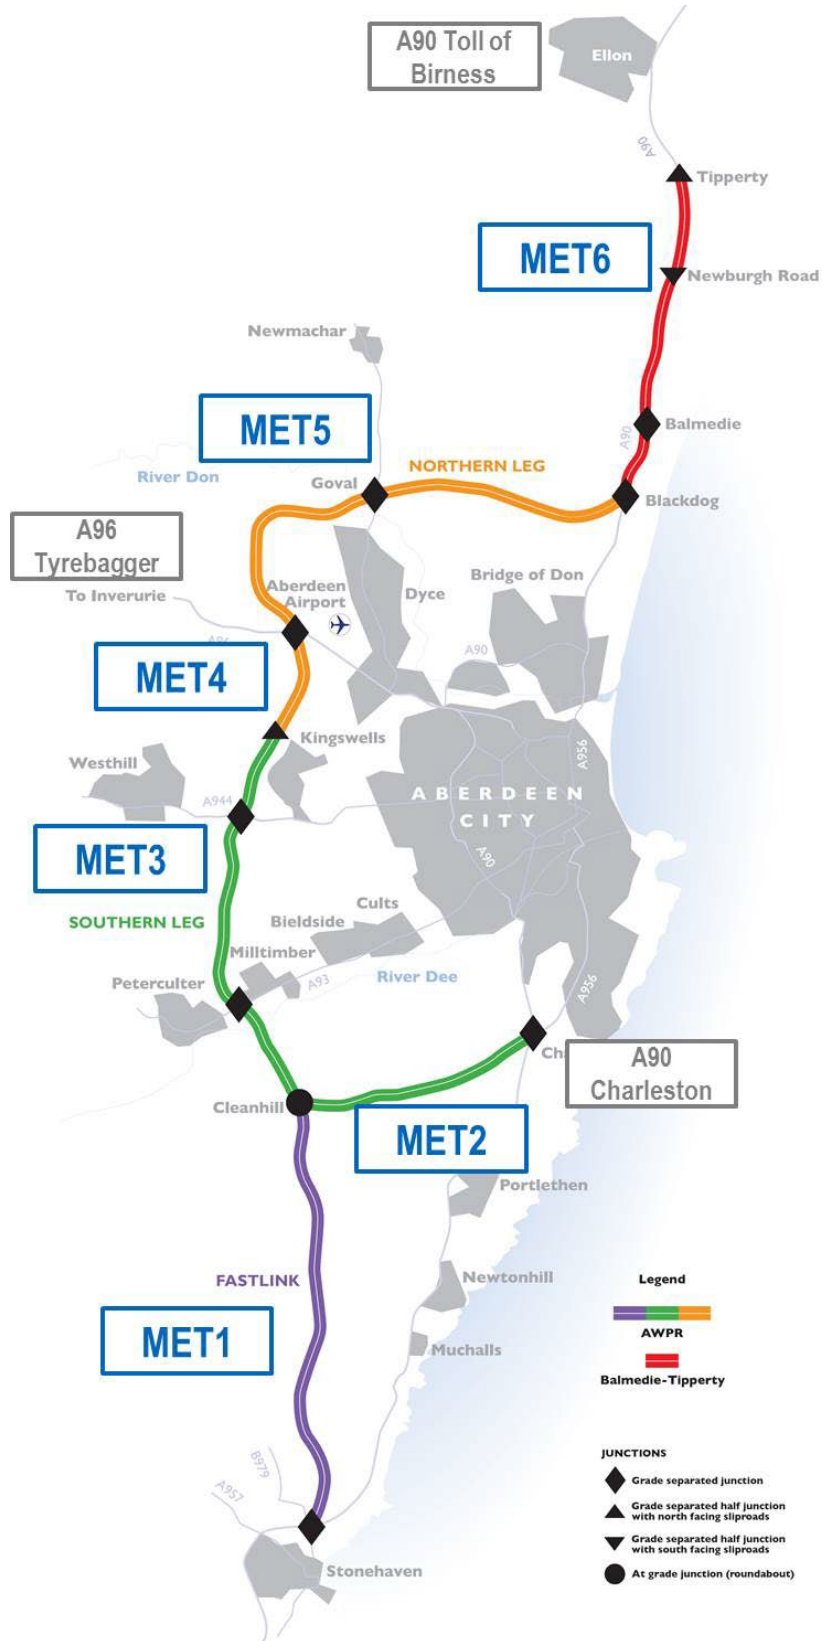 A90 Toll of
Birness
Ellon
A90
Tipperty
MET6
Newburgh Road
Newmachar
MET5
A90
Balmedie
NORTHERN LEG
River Don
Goval
Blackdog
A96
Tyrebagger
Aberdeen
Airport
Dyce
Bridge of Don
To Inverurie
A96
A90
MET4
Kingswells
Westhill
A956
A944
ABERDEEN
CITY
MET3
A90
SOUTHERN LEG
Cults
Bieldside
Milltimber
Peterculter
A93
River Dee
A956
Cha
A90
Charleston
Cleanhill
MET2
Portlethen
FASTLINK
Newtonhill
Legend
MET1
AWPR
Muchalls
Balmedie-Tipperty
B979
A957
JUNCTIONS
Grade separated junction
Grade separated half junction
with north facing sliproads
Grade separated half junction
with south facing sliproads
At grade junction (roundabout)
Stonehaven